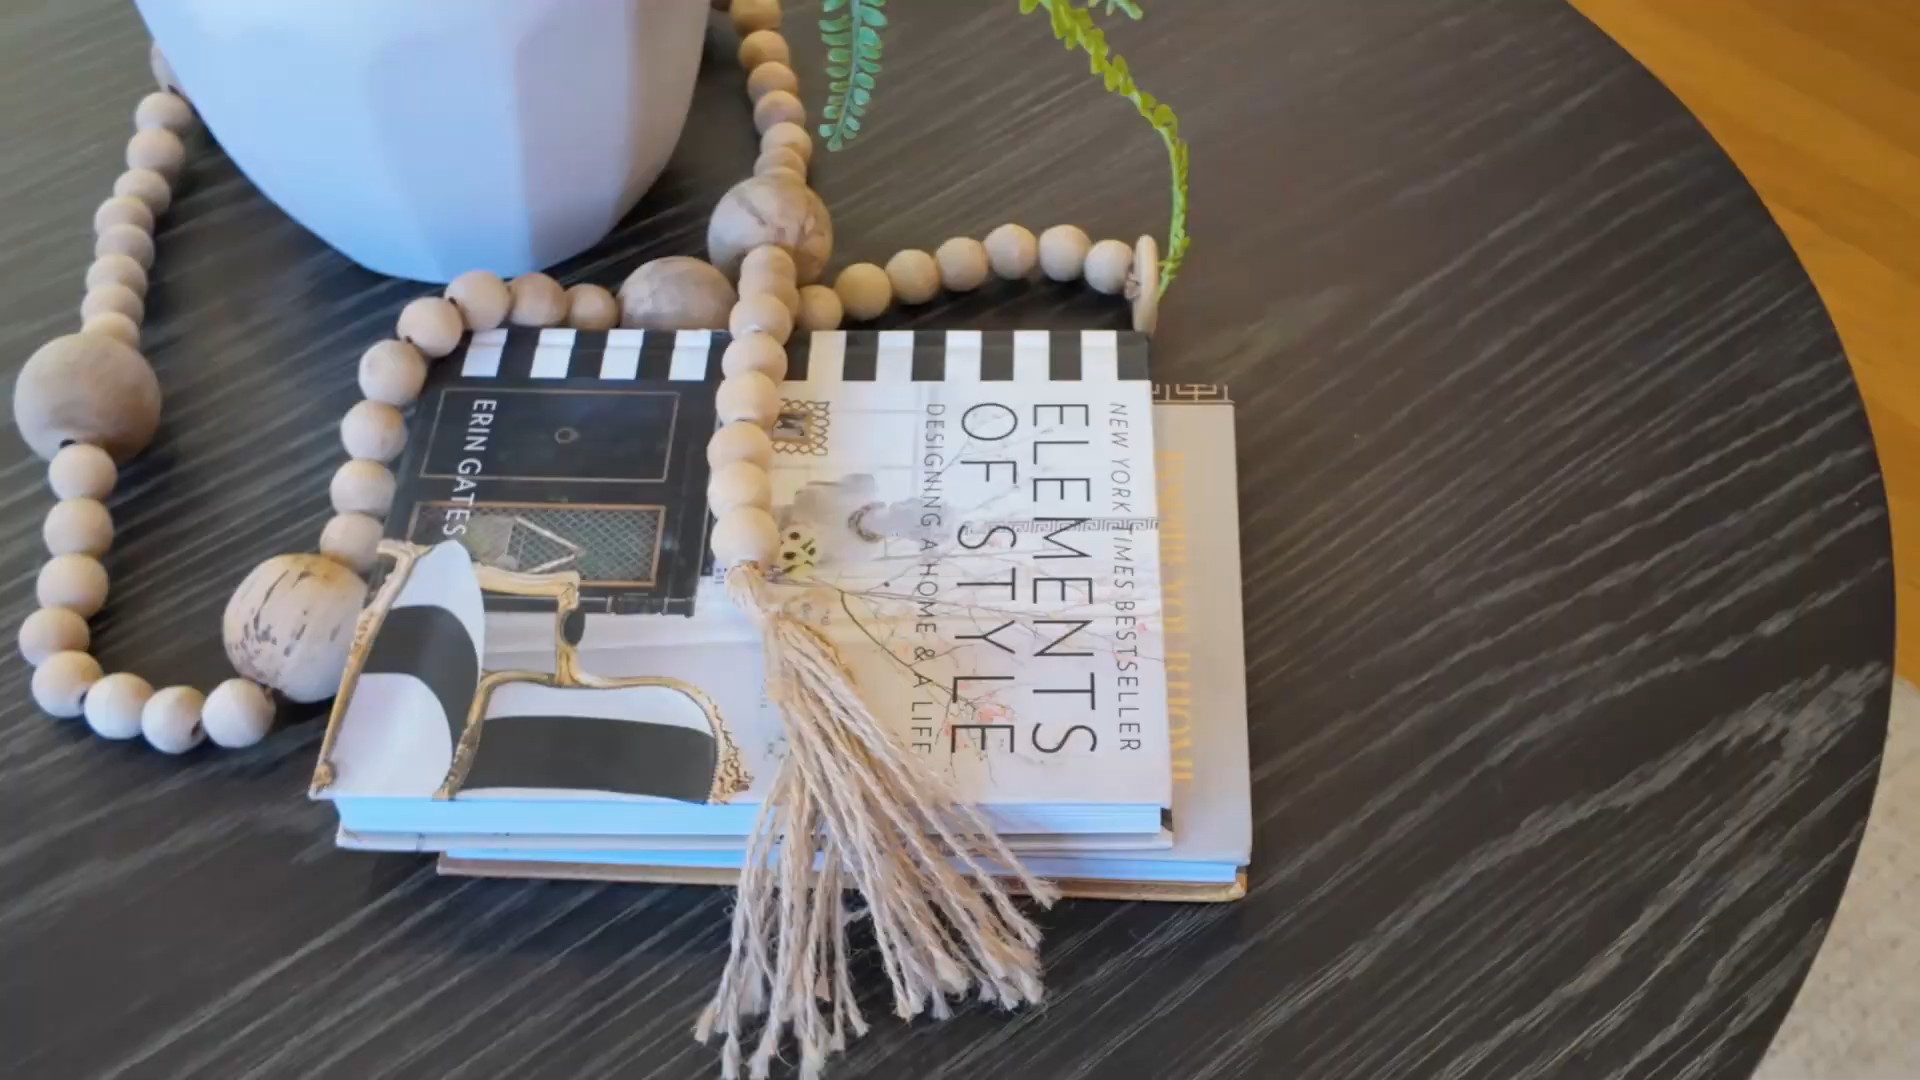 NEW YORK TIMES BESTSELLER
ELEMENTS
OF STYLE
DESIGNING A HOME & A LIFE
ERIN GATES